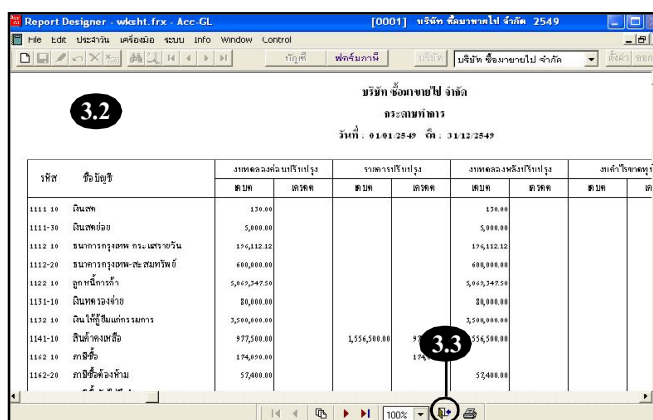 Report Designer - wksht.frx - Acc-GL [0001] บริษัท ซื้อมาขายไป จำกัด 2549
File Edit ประจำวัน เครื่องมือ ระบบ Info Window Control
บัญชี ฟอร์มภาษี บริษัท บริษัท ซื้อมาขายไป จำกัด ตั้งค่า
3.2
บริษัท ซื้อมาขายไป จำกัด
กระดาษทำการ
วันที่ : 01/01/2549 ถึง : 31/12/2549
รหัส ชื่อบัญชี งบทดลองก่อนปรับปรุง รายการปรับปรุง งบทดลองหลังปรับปรุง
เดบิต เครดิต เดบิต เครดิต เดบิต เครดิต เดบิต
1111-10 เงินสด 130.00 130.00
1111-30 เงินสดย่อย 5,000.00 5,000.00
1112-10 ธนาคารกรุงเทพ-กระแสรายวัน 196,112.12 196,112.12
1112-20 ธนาคารกรุงเทพ-สะสมทรัพย์ 600,000.00 600,000.00
1122-10 ลูกหนี้การค้า 5,069,347.50 5,069,347.50
1131-10 เงินทดรองจ่าย 80,000.00 80,000.00
1132-10 เงินให้กู้ยืมแก่กรรมการ 3,500,000.00 3,500,000.00
1141-10 สินค้าคงเหลือ 977,500.00 1,556,500.00
1162-10 ภาษีซื้อ 174,090.00
1162-20 ภาษีซื้อต้องห้าม 57,400.00 57,400.00
3.3
100%